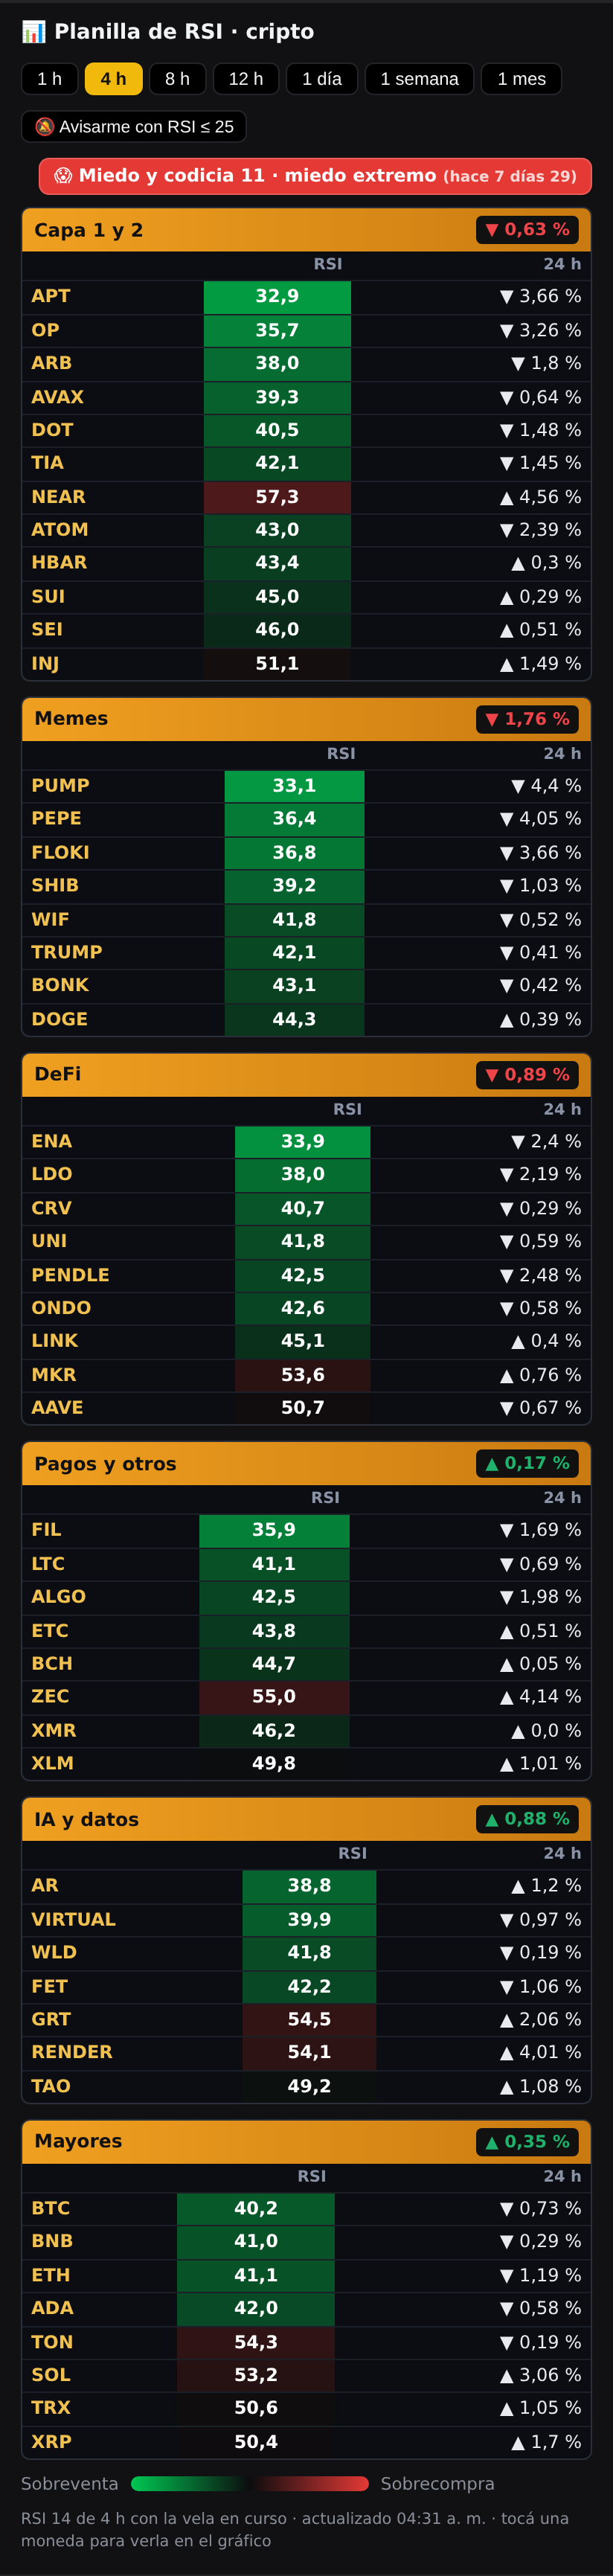 📊 Planilla de RSI · cripto
1 h 4 h 8 h 12 h 1 día 1 semana 1 mes
🔕 Avisarme con RSI ≤ 25
😱 Miedo y codicia 11 · miedo extremo (hace 7 días 29)
Capa 1 y 2 ▼ 0,63 %
RSI 24 h
APT 32,9 ▼ 3,66 %
OP 35,7 ▼ 3,26 %
ARB 38,0 ▼ 1,8 %
AVAX 39,3 ▼ 0,64 %
DOT 40,5 ▼ 1,48 %
TIA 42,1 ▼ 1,45 %
NEAR 57,3 ▲ 4,56 %
ATOM 43,0 ▼ 2,39 %
HBAR 43,4 ▲ 0,3 %
SUI 45,0 ▲ 0,29 %
SEI 46,0 ▲ 0,51 %
INJ 51,1 ▲ 1,49 %
Memes ▼ 1,76 %
RSI 24 h
PUMP 33,1 ▼ 4,4 %
PEPE 36,4 ▼ 4,05 %
FLOKI 36,8 ▼ 3,66 %
SHIB 39,2 ▼ 1,03 %
WIF 41,8 ▼ 0,52 %
TRUMP 42,1 ▼ 0,41 %
BONK 43,1 ▼ 0,42 %
DOGE 44,3 ▲ 0,39 %
DeFi ▼ 0,89 %
RSI 24 h
ENA 33,9 ▼ 2,4 %
LDO 38,0 ▼ 2,19 %
CRV 40,7 ▼ 0,29 %
UNI 41,8 ▼ 0,59 %
PENDLE 42,5 ▼ 2,48 %
ONDO 42,6 ▼ 0,58 %
LINK 45,1 ▲ 0,4 %
MKR 53,6 ▲ 0,76 %
AAVE 50,7 ▼ 0,67 %
Pagos y otros ▲ 0,17 %
RSI 24 h
FIL 35,9 ▼ 1,69 %
LTC 41,1 ▼ 0,69 %
ALGO 42,5 ▼ 1,98 %
ETC 43,8 ▲ 0,51 %
BCH 44,7 ▲ 0,05 %
ZEC 55,0 ▲ 4,14 %
XMR 46,2 ▲ 0,0 %
XLM 49,8 ▲ 1,01 %
IA y datos ▲ 0,88 %
RSI 24 h
AR 38,8 ▲ 1,2 %
VIRTUAL 39,9 ▼ 0,97 %
WLD 41,8 ▼ 0,19 %
FET 42,2 ▼ 1,06 %
GRT 54,5 ▲ 2,06 %
RENDER 54,1 ▲ 4,01 %
TAO 49,2 ▲ 1,08 %
Mayores ▲ 0,35 %
RSI 24 h
BTC 40,2 ▼ 0,73 %
BNB 41,0 ▼ 0,29 %
ETH 41,1 ▼ 1,19 %
ADA 42,0 ▼ 0,58 %
TON 54,3 ▼ 0,19 %
SOL 53,2 ▲ 3,06 %
TRX 50,6 ▲ 1,05 %
XRP 50,4 ▲ 1,7 %
Sobreventa Sobrecompra
RSI 14 de 4 h con la vela en curso · actualizado 04:31 a. m. · tocá una
moneda para verla en el gráfico